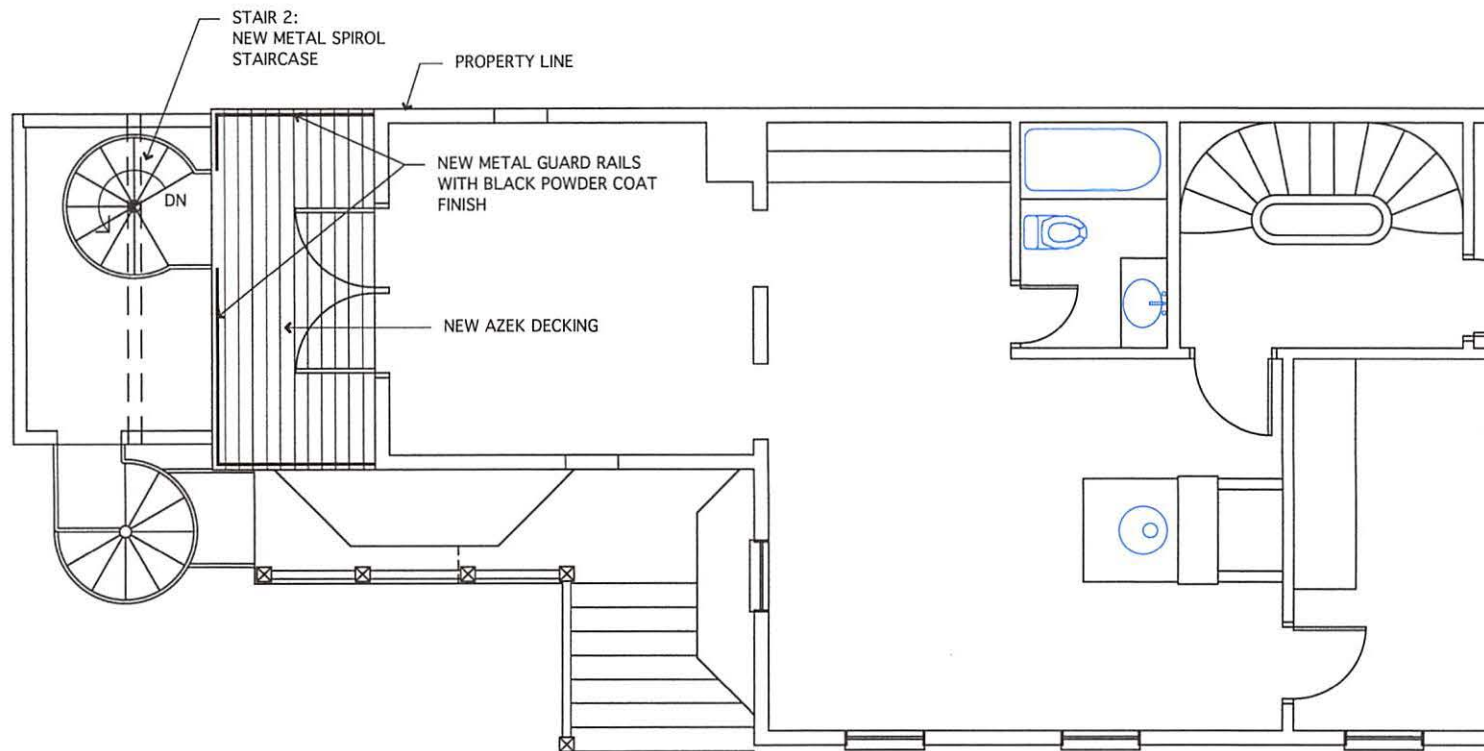 STAIR 2:
NEW METAL SPIROL
STAIRCASE
PROPERTY LINE
NEW METAL GUARD RAILS
WITH BLACK POWDER COAT
FINISH
DN
NEW AZEK DECKING